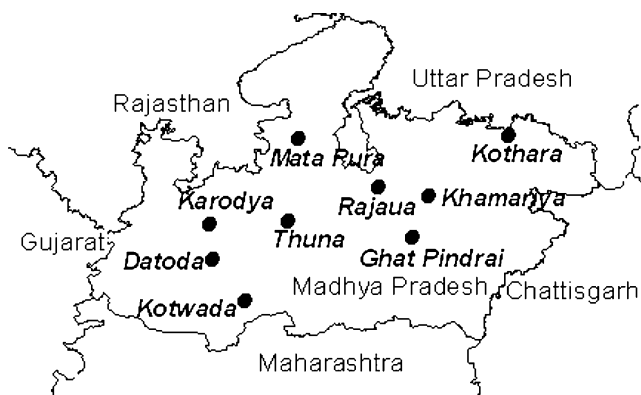 Uttar Pradesh
Rajasthan
Mata Pura
Kothara
Karodya
Rajaua
Khamariya
Gujarat
Thuna
Datoda
Ghat Pindrai
Madhya Pradesh
Chattisgarh
Kotwada
Maharashtra